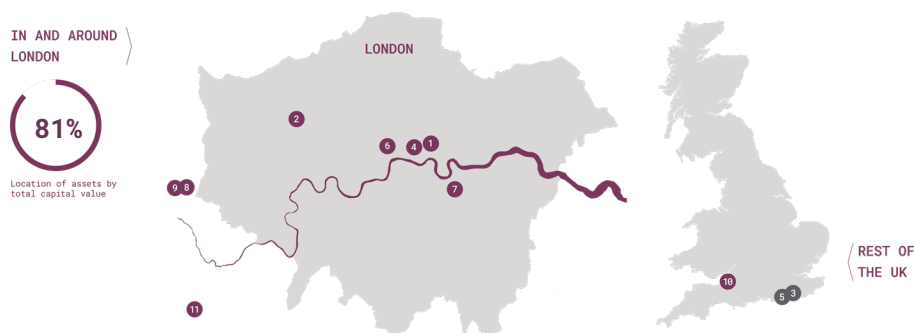 IN AND AROUND
LONDON
81%
Location of assets by
total capital value
LONDON
2
6
4
1
9
8
7
11
REST OF
THE UK
10
5
3